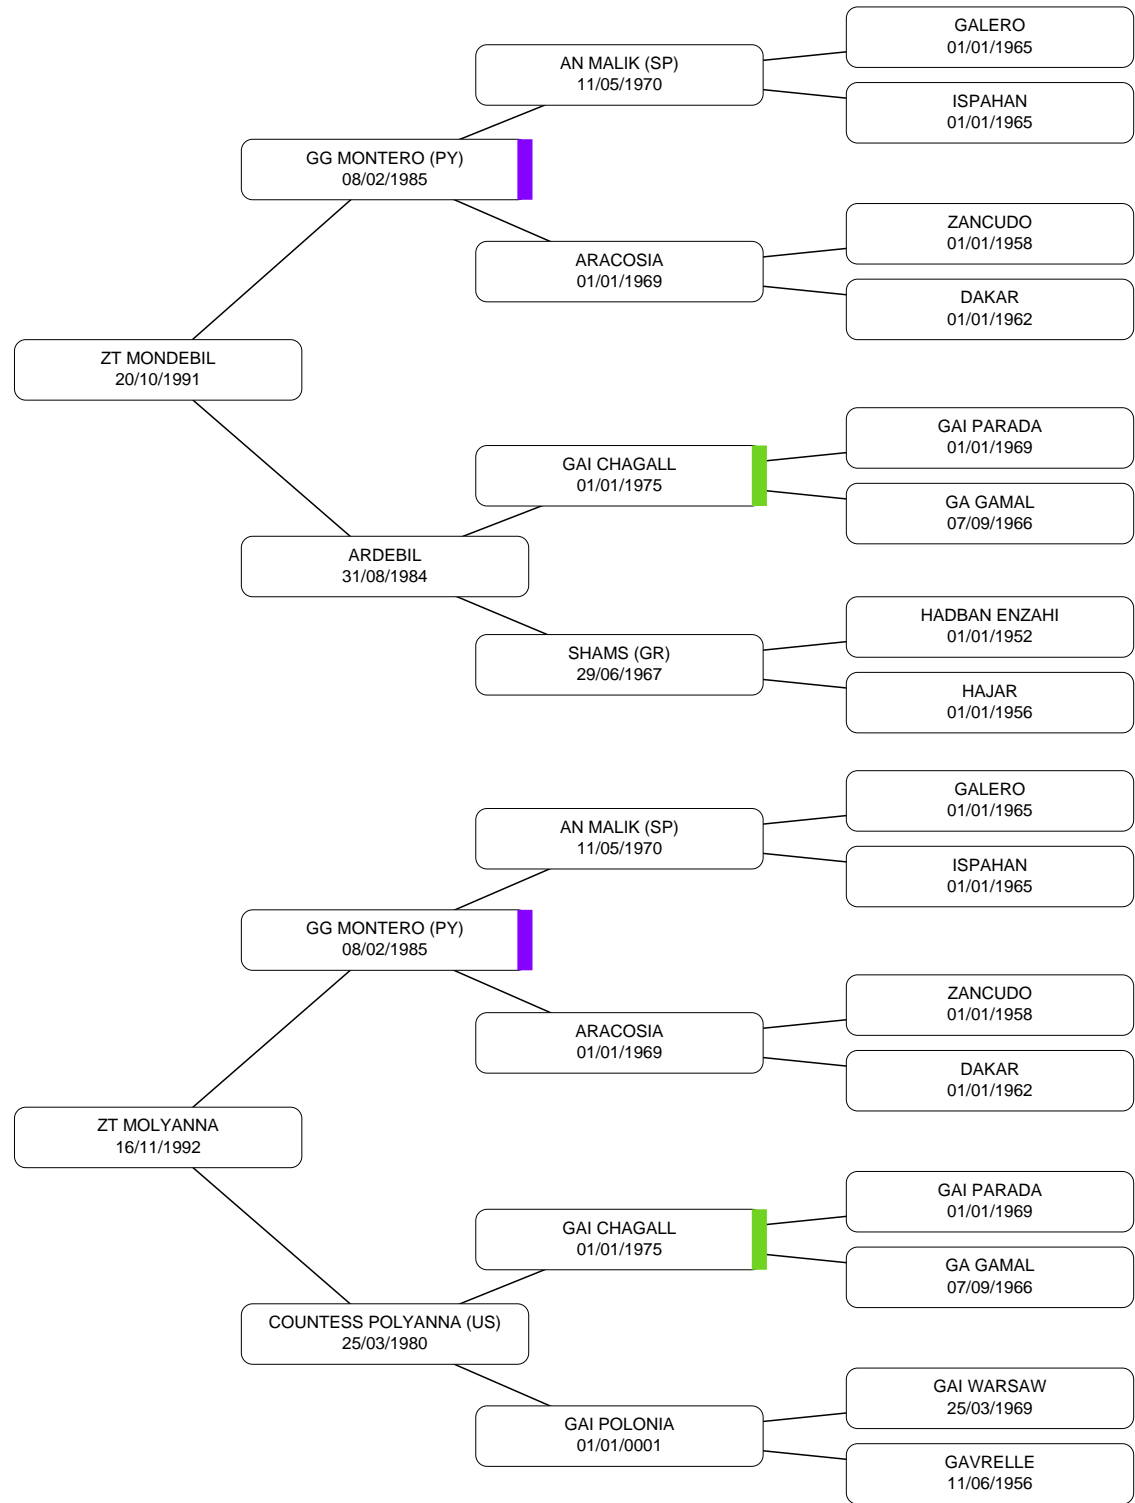 GALERO
01/01/1965
AN MALIK (SP)
11/05/1970
ISPAHAN
01/01/1965
GG MONTERO (PY)
08/02/1985
ZANCUDO
01/01/1958
ARACOSIA
01/01/1969
DAKAR
01/01/1962
ZT MONDEBIL
20/10/1991
GAI PARADA
01/01/1969
GAI CHAGALL
01/01/1975
GA GAMAL
07/09/1966
ARDEBIL
31/08/1984
HADBAN ENZAHI
01/01/1952
SHAMS (GR)
29/06/1967
HAJAR
01/01/1956
GALERO
01/01/1965
AN MALIK (SP)
11/05/1970
ISPAHAN
01/01/1965
GG MONTERO (PY)
08/02/1985
ZANCUDO
01/01/1958
ARACOSIA
01/01/1969
DAKAR
01/01/1962
ZT MOLYANNA
16/11/1992
GAI PARADA
01/01/1969
GAI CHAGALL
01/01/1975
GA GAMAL
07/09/1966
COUNTESS POLYANNA (US)
25/03/1980
GAI WARSAW
25/03/1969
GAI POLONIA
01/01/0001
GAVRELLE
11/06/1956